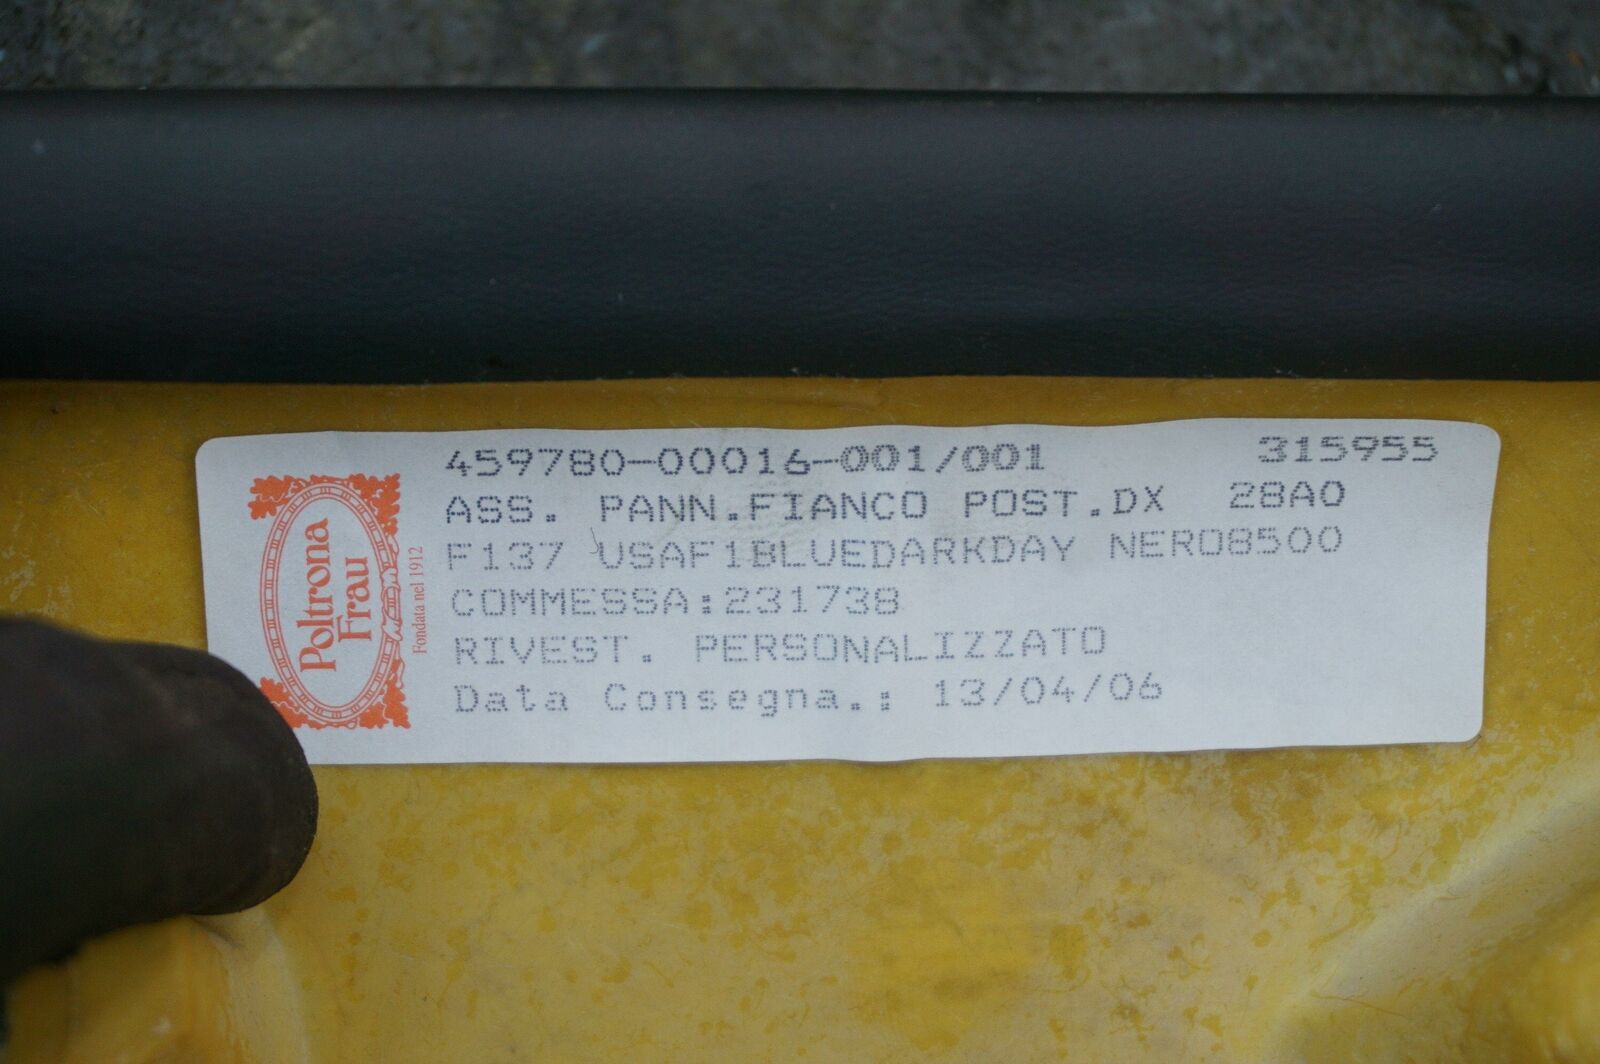 459780-00016-001/001 315955
ASS. PANN.FIANCO POST.DX 28A0
F137 USAF1BLUEDARKDAY NERO8500
COMMESSA:231738
RIVEST. PERSONALIZZATO
Data Consegna.: 13/04/06
Poltrona
Frau
Fondata nel 1912